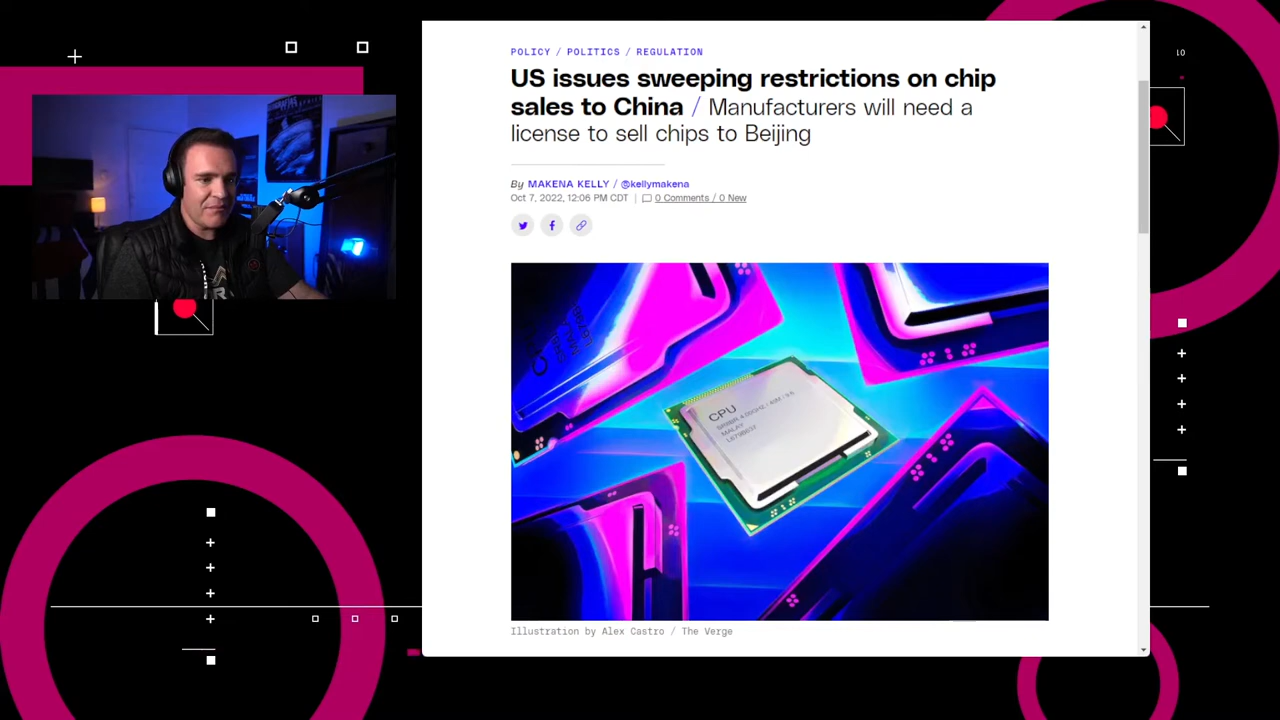 POLICY / POLITICS / REGULATION
US issues sweeping restrictions on chip
sales to China / Manufacturers will need a
license to sell chips to Beijing
By MAKENA KELLY / @kellymakena
Oct 7, 2022, 12:06 PM CDT | 0 Comments / 0 New
CPU
MALAY
Illustration by Alex Castro / The Verge
01